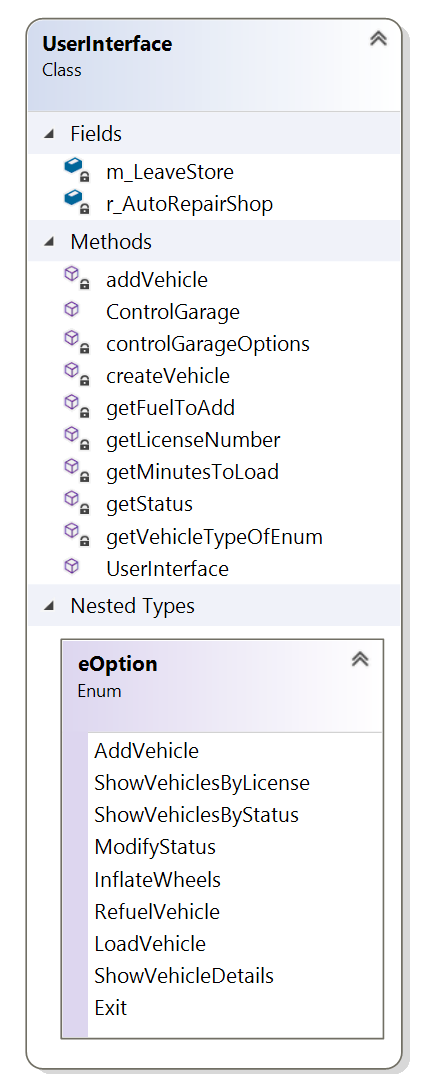 UserInterface
Class
Fields
m_LeaveStore
r_AutoRepairShop
Methods
addVehicle
ControlGarage
controlGarageOptions
createVehicle
getFuelToAdd
getLicenseNumber
getMinutesToLoad
getStatus
getVehicleTypeOfEnum
UserInterface
Nested Types
eOption
Enum
AddVehicle
ShowVehiclesByLicense
ShowVehiclesByStatus
ModifyStatus
InflateWheels
RefuelVehicle
LoadVehicle
ShowVehicleDetails
Exit